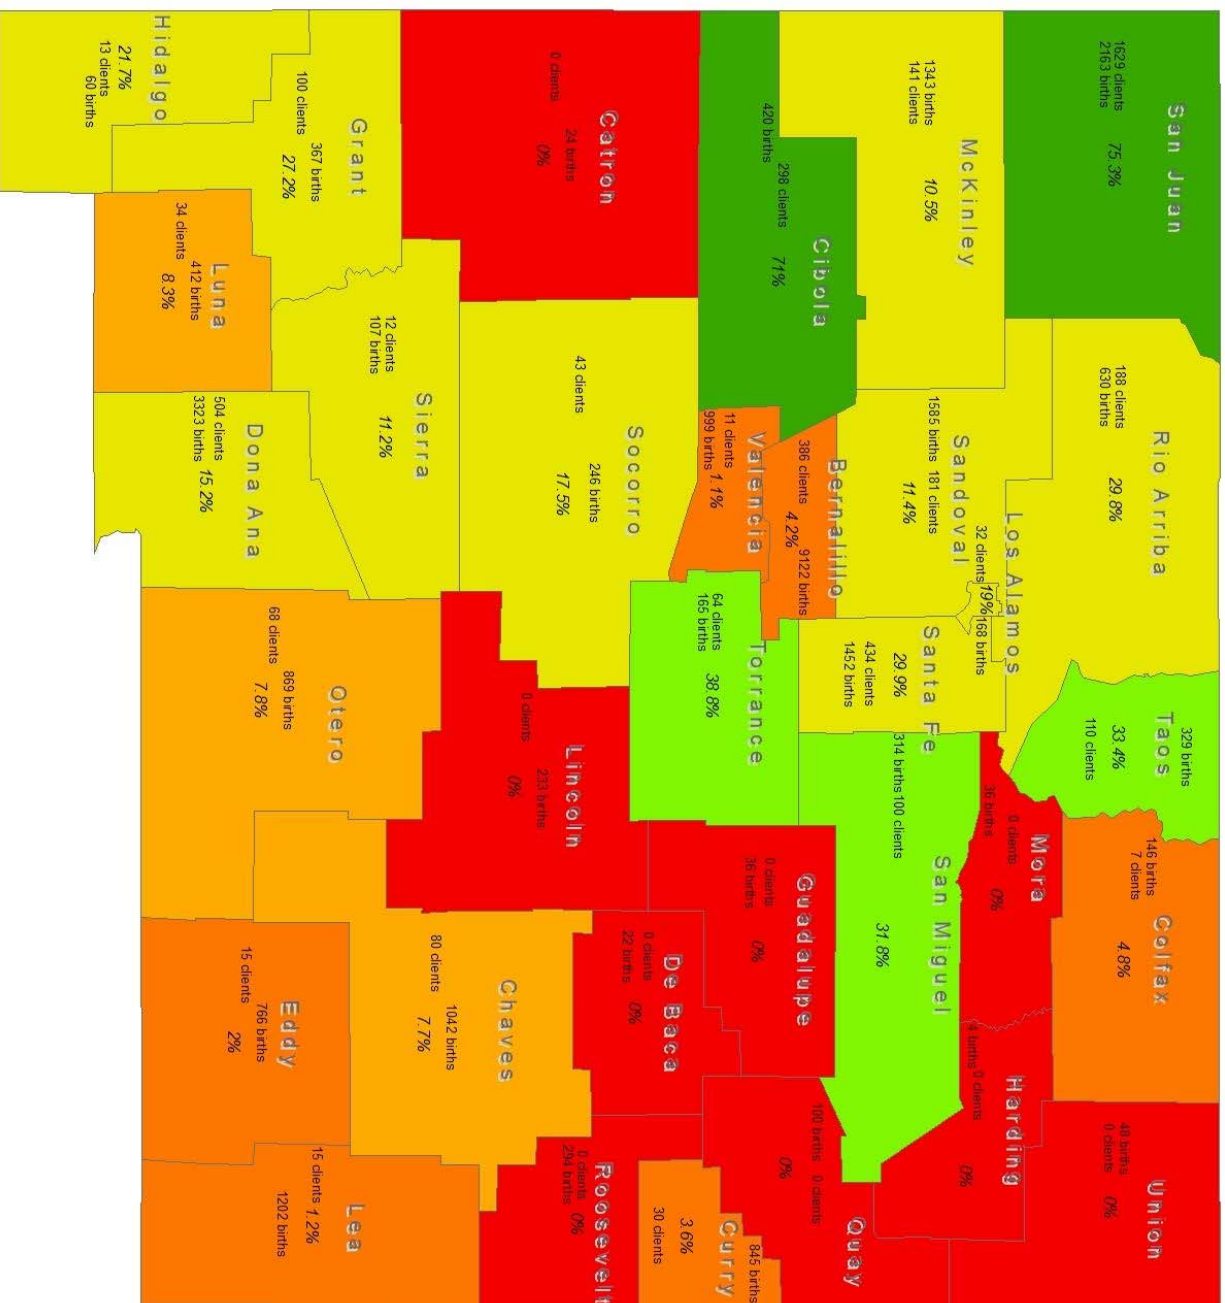 San Juan
75.3%
1629 clients
2163 births
Rio Arriba
29.8%
188 clients
630 births
329 births
Taos
33.4%
110 clients
Colfax
146 births
7 clients
4.8%
Union
48 births
0 clients
0%
McKinley
10.5%
1343 births
141 clients
Los Alamos
32 clients
19%
168 births
Sandoval
1585 births 181 clients
11.4%
Santa Fe
29.9%
434 clients
1452 births
Mora
0 clients
36 births
0%
Harding
4 births 0 clients
0%
San Miguel
314 births 100 clients
31.8%
Cibola
298 clients
71%
420 births
Bernalillo
386 clients
9122 births
4.2%
Valencia
11 clients
999 births 1.1%
Torrance
64 clients
165 births
38.8%
Guadalupe
0 clients
36 births
0%
Quay
100 births 0 clients
0%
845 births
Curry
3.6%
30 clients
De Baca
0 clients
22 births
0%
Roosevelt
0 clients
294 births 0%
Catron
24 births
0 clients
0%
Socorro
43 clients
246 births
17.5%
Lincoln
0 clients
233 births
0%
Chaves
80 clients
1042 births
7.7%
Sierra
12 clients
107 births
11.2%
Grant
367 births
100 clients
27.2%
Otero
68 clients
869 births
7.8%
Eddy
15 clients
766 births
2%
Lea
15 clients 1.2%
1202 births
Dona Ana
504 clients
3323 births 15.2%
Luna
34 clients
412 births
8.3%
Hidalgo
21.7%
13 clients
60 births